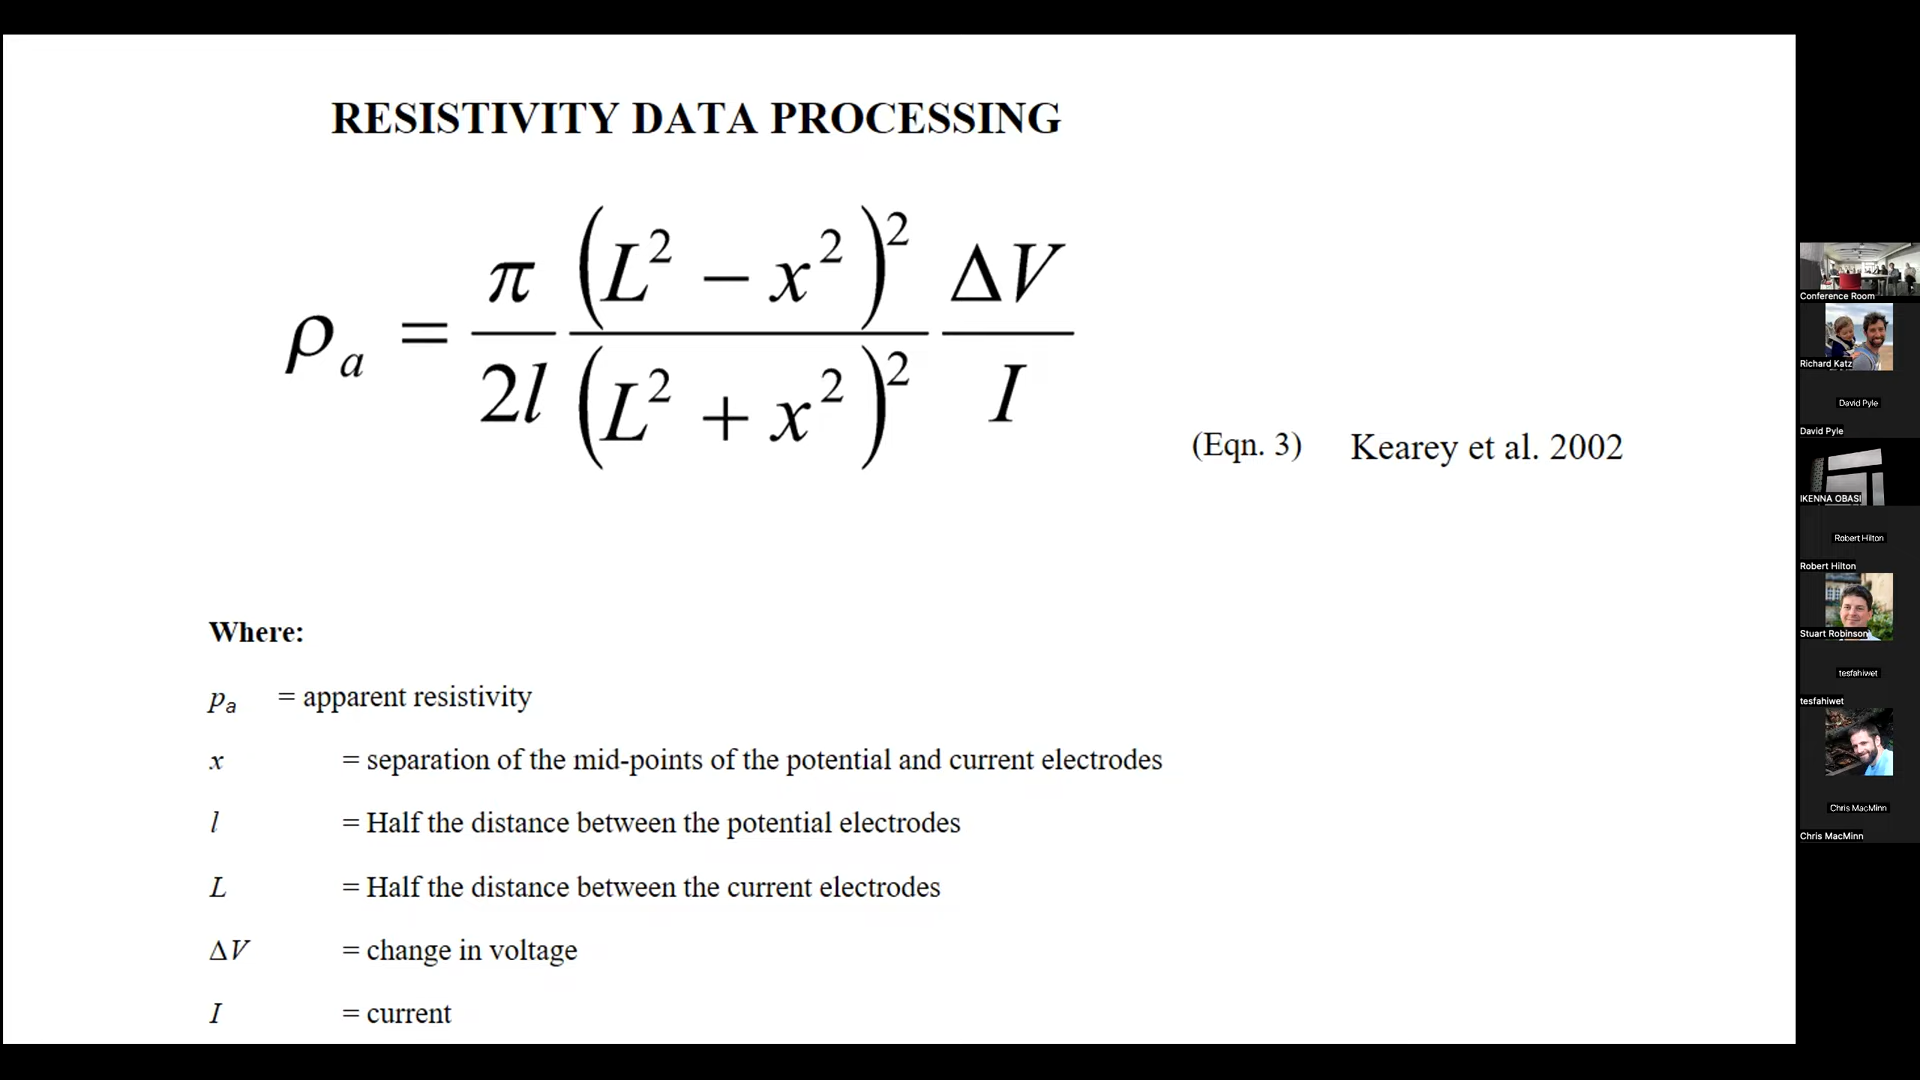 RESISTIVITY DATA PROCESSING
ρₐ = π/2l (L² − x²)²/(L² + x²)² ΔV/I
(Eqn. 3) Kearey et al. 2002
Where:
pₐ = apparent resistivity
x = separation of the mid-points of the potential and current electrodes
l = Half the distance between the potential electrodes
L = Half the distance between the current electrodes
ΔV = change in voltage
I = current
Conference Room
Richard Katz
David Pyle
David Pyle
IKENNA OBASI
Robert Hilton
Robert Hilton
Stuart Robinson
tesfahiwet
tesfahiwet
Chris MacMinn
Chris MacMinn